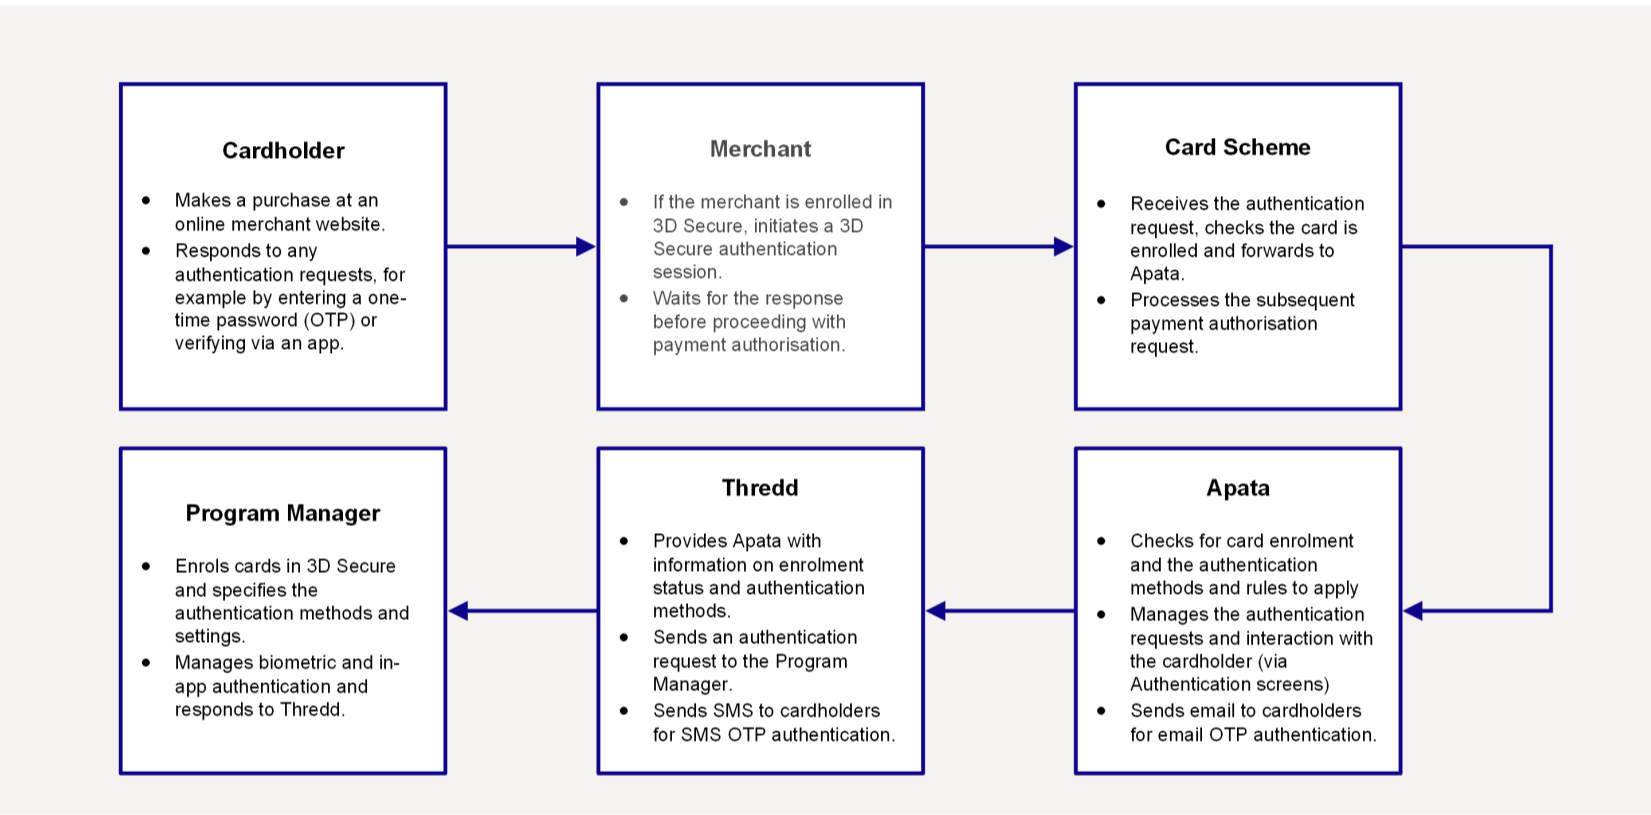 Cardholder
● Makes a purchase at an
online merchant website.
● Responds to any
authentication requests, for
example by entering a one-
time password (OTP) or
verifying via an app.
Merchant
● If the merchant is enrolled in
3D Secure, initiates a 3D
Secure authentication
session.
● Waits for the response
before proceeding with
payment authorisation.
Card Scheme
● Receives the authentication
request, checks the card is
enrolled and forwards to
Apata.
● Processes the subsequent
payment authorisation
request.
Apata
● Checks for card enrolment
and the authentication
methods and rules to apply
● Manages the authentication
requests and interaction with
the cardholder (via
Authentication screens)
● Sends email to cardholders
for email OTP authentication.
Thredd
● Provides Apata with
information on enrolment
status and authentication
methods.
● Sends an authentication
request to the Program
Manager.
● Sends SMS to cardholders
for SMS OTP authentication.
Program Manager
● Enrols cards in 3D Secure
and specifies the
authentication methods and
settings.
● Manages biometric and in-
app authentication and
responds to Thredd.